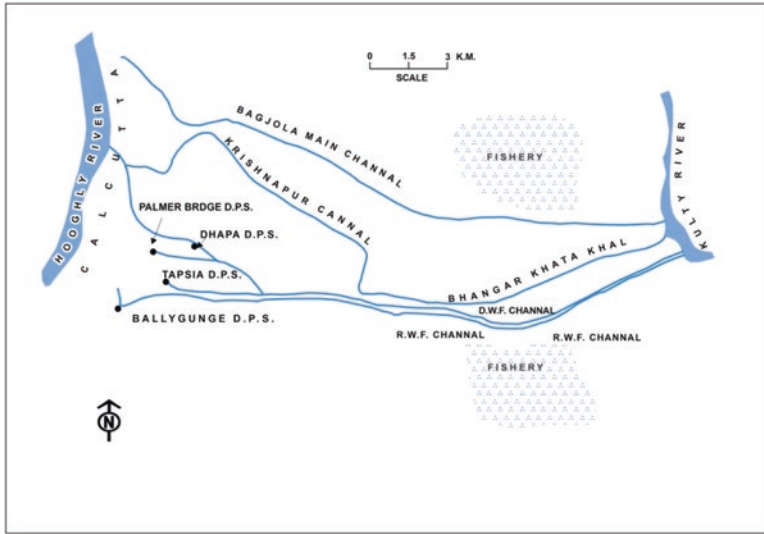 0 1.5 3 K.M.
SCALE
HOOGHLY RIVER
CALCUTTA
BAGJOLA MAIN CHANNAL
KRISHNAPUR CANNAL
FISHERY
KULTY RIVER
PALMER BRDGE D.P.S.
DHAPA D.P.S.
TAPSIA D.P.S.
BHANGAR KHATA KHAL
D.W.F. CHANNAL
BALLYGUNGE D.P.S.
R.W.F. CHANNAL
R.W.F. CHANNAL
FISHERY
N